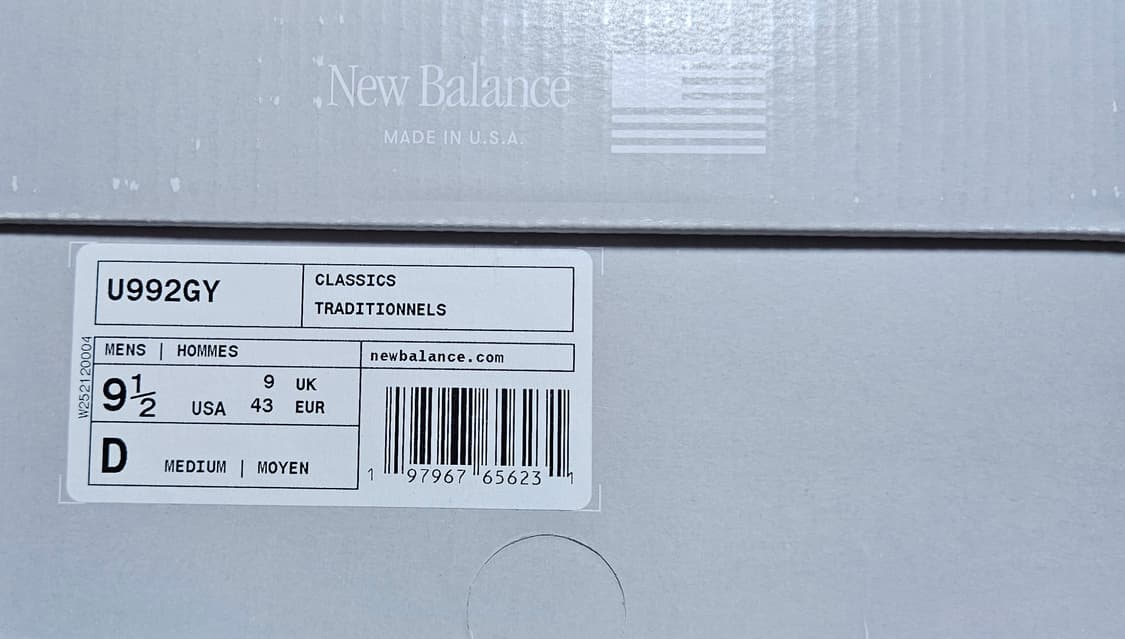 New Balance
MADE IN U.S.A.
U992GY
CLASSICS
TRADITIONNELS
W252120004
MENS | HOMMES
newbalance.com
9½ USA
9 UK
43 EUR
D MEDIUM | MOYEN
1 97967 65623 1